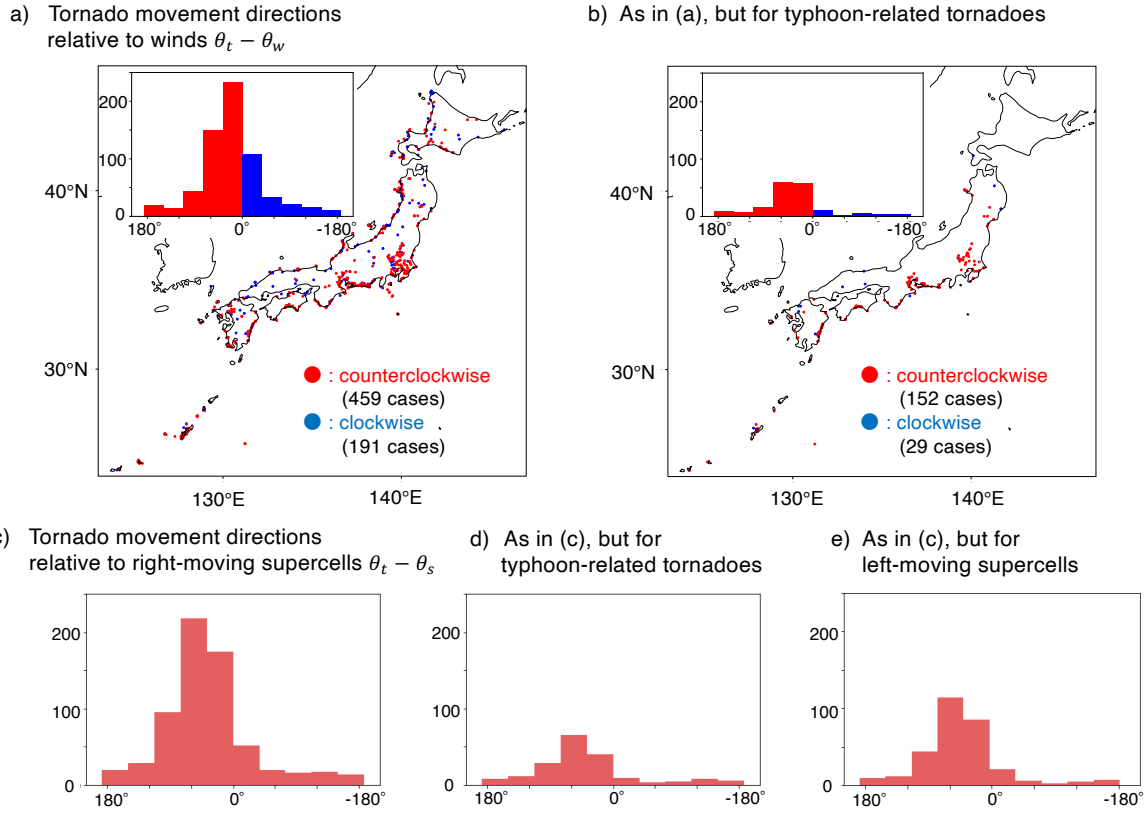 a) Tornado movement directions
relative to winds θt − θw
b) As in (a), but for typhoon-related tornadoes
200
100
0
180°
0°
-180°
40°N
30°N
130°E
140°E
: counterclockwise
(459 cases)
: clockwise
(191 cases)
200
100
0
180°
0°
-180°
40°N
30°N
130°E
140°E
: counterclockwise
(152 cases)
: clockwise
(29 cases)
c) Tornado movement directions
relative to right-moving supercells θt − θs
d) As in (c), but for
typhoon-related tornadoes
e) As in (c), but for
left-moving supercells
200
100
0
180°
0°
-180°
200
100
0
180°
0°
-180°
200
100
0
180°
0°
-180°